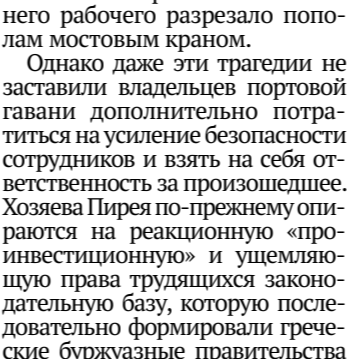 него рабочего разрезало попо-
лам мостовым краном.
Однако даже эти трагедии не
заставили владельцев портовой
гавани дополнительно потра-
титься на усиление безопасности
сотрудников и взять на себя от-
ветственность за произошедшее.
Хозяева Пирея по-прежнему опи-
раются на реакционную «про-
инвестиционную» и ущемляю-
щую права трудящихся законо-
дательную базу, которую после-
довательно формировали грече-
ские буржуазные правительства